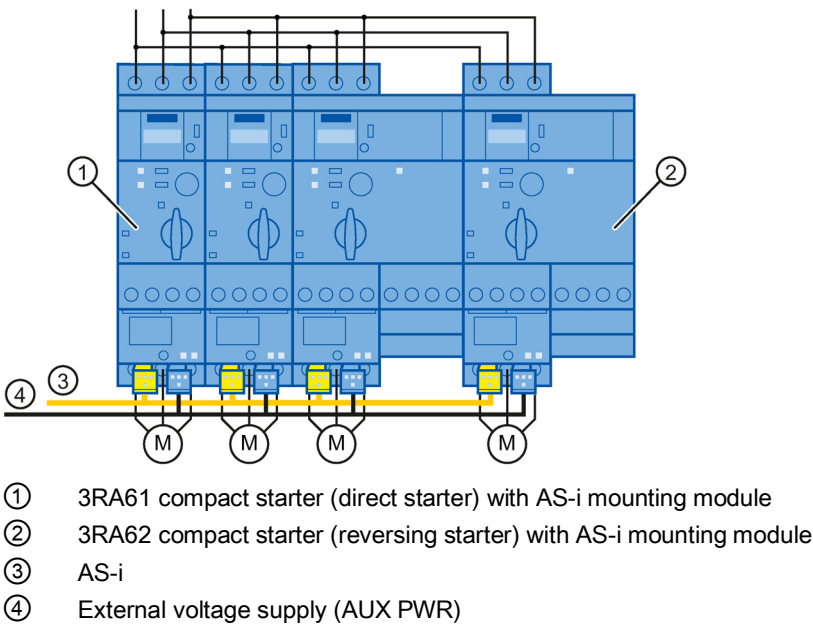 ①
②
③
④
M M M M
① 3RA61 compact starter (direct starter) with AS-i mounting module
② 3RA62 compact starter (reversing starter) with AS-i mounting module
③ AS-i
④ External voltage supply (AUX PWR)